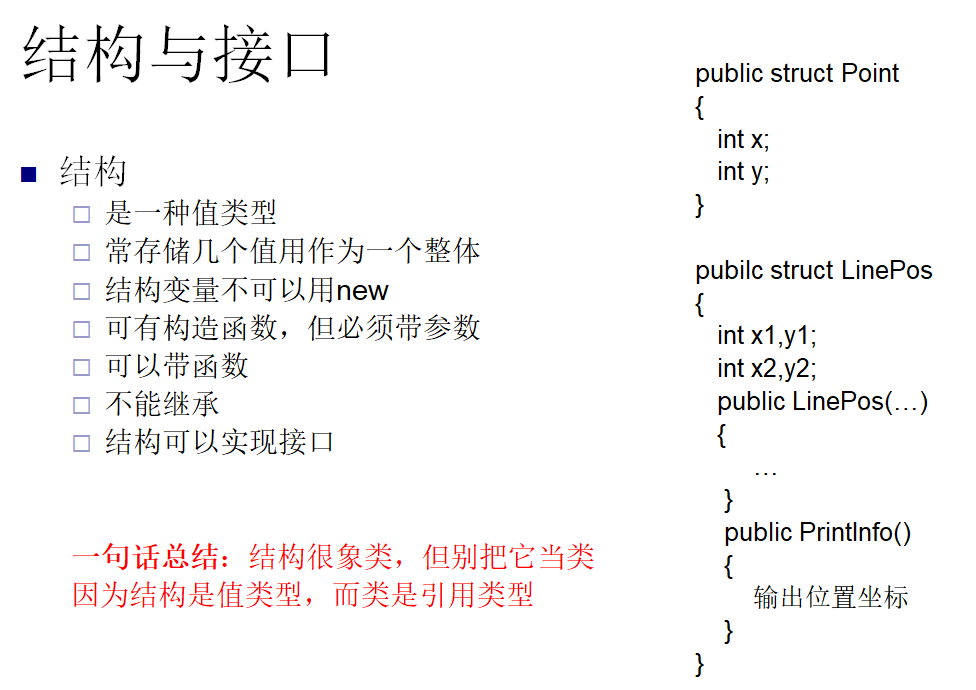 结构与接口
结构
是一种值类型
常存储几个值用作为一个整体
结构变量不可以用new
可有构造函数，但必须带参数
可以带函数
不能继承
结构可以实现接口
一句话总结：结构很象类，但别把它当类
因为结构是值类型，而类是引用类型
public struct Point
{
int x;
int y;
}
pubilc struct LinePos
{
int x1,y1;
int x2,y2;
public LinePos(…)
{
…
}
public PrintInfo()
{
输出位置坐标
}
}